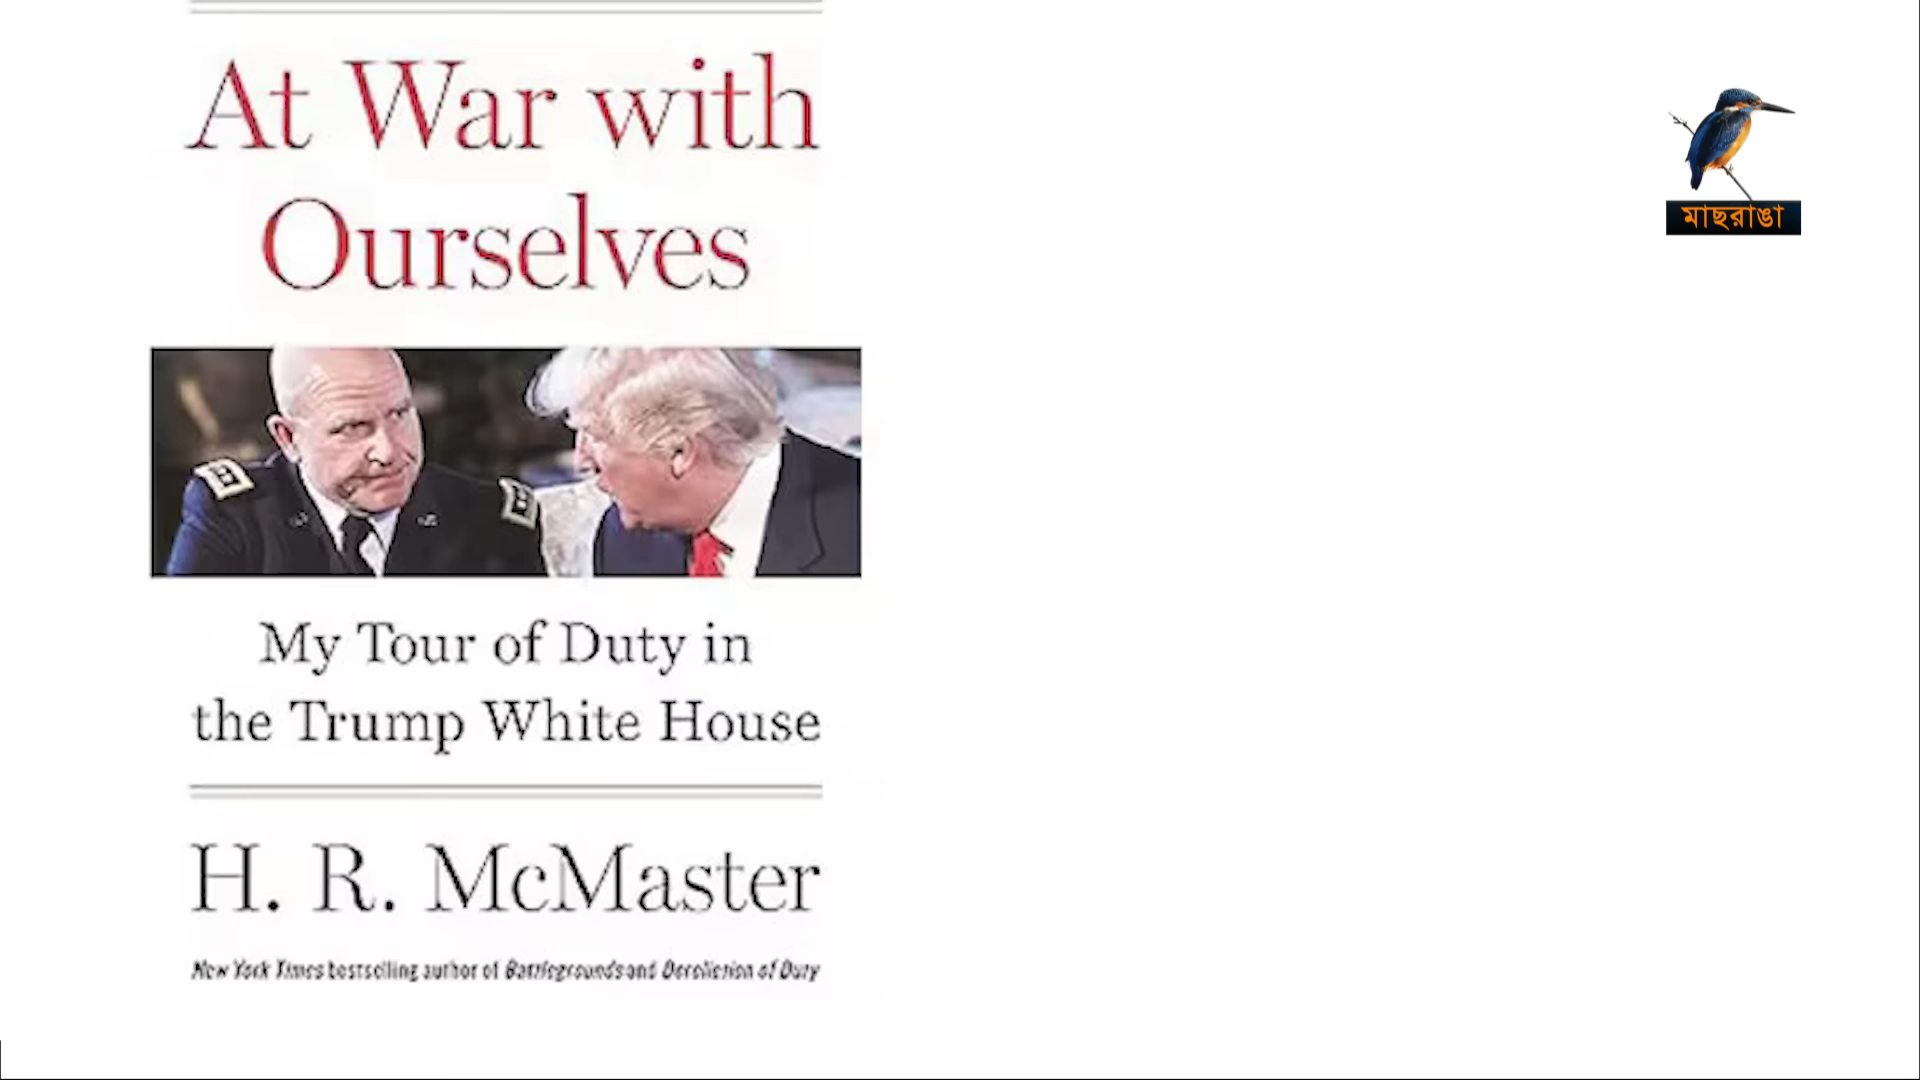 At War with
Ourselves
My Tour of Duty in
the Trump White House
H. R. McMaster
New York Times bestselling author of Battlegrounds and Dereliction of Duty
মাছরাঙা